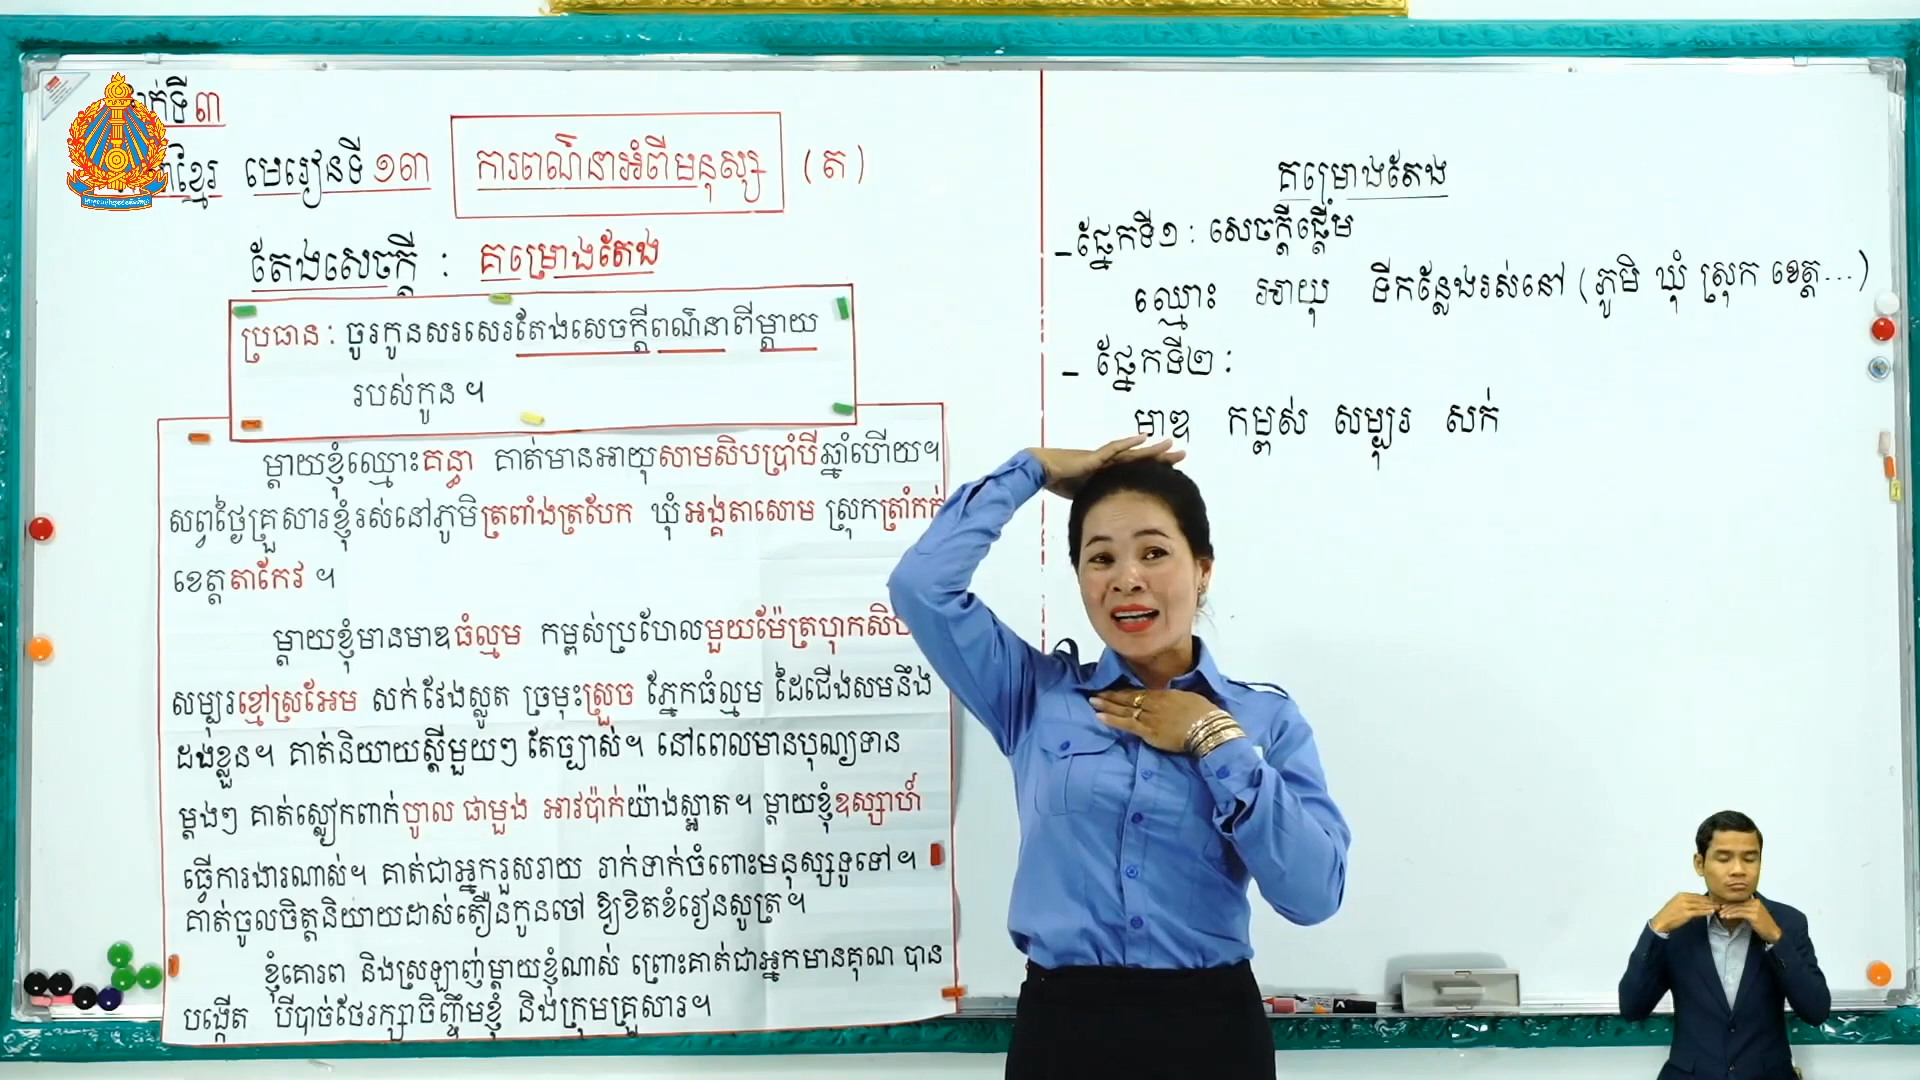 ទី៣
ខ្មែរ មេរៀនទី១៣ ការពណ៌នាអំពីមនុស្ស (ត)
តែងសេចក្ដី : គម្រោងតែង
ប្រធាន : ចូរកូនសរសេរតែងសេចក្ដីពណ៌នាពីម្ដាយ
របស់កូន ។
ម្ដាយខ្ញុំឈ្មោះគន្ធា គាត់មានអាយុសាមសិបប្រាំបីឆ្នាំហើយ។
សព្វថ្ងៃគ្រួសារខ្ញុំរស់នៅភូមិត្រពាំងត្របែក ឃុំអង្គតាសោម ស្រុកត្រាំកក់
ខេត្តតាកែវ ។
ម្ដាយខ្ញុំមានមាឌធំល្មម កម្ពស់ប្រហែលមួយម៉ែត្រហុកសិប
សម្បុរខ្មៅស្រអែម សក់វែងស្លូត ច្រមុះស្រួច ភ្នែកធំល្មម ដៃជើងសមនឹង
ដងខ្លួន។ គាត់និយាយស្ដីមួយៗ តែច្បាស់។ នៅពេលមានបុណ្យទាន
ម្ដងៗ គាត់ស្លៀកពាក់ហូល ផាមួង អាវប៉ាក់យ៉ាងស្អាត។ ម្ដាយខ្ញុំឧស្សាហ៍
ធ្វើការងារណាស់។ គាត់ជាអ្នករួសរាយ រាក់ទាក់ចំពោះមនុស្សទូទៅ។
គាត់ចូលចិត្តនិយាយដាស់តឿនកូនចៅ ឱ្យខិតខំរៀនសូត្រ។
ខ្ញុំគោរព និងស្រឡាញ់ម្ដាយខ្ញុំណាស់ ព្រោះគាត់ជាអ្នកមានគុណ បាន
បង្កើត បីបាច់ថែរក្សាចិញ្ចឹមខ្ញុំ និងក្រុមគ្រួសារ។
គម្រោងតែង
- ផ្នែកទី១ : សេចក្ដីផ្ដើម
ឈ្មោះ អាយុ ទីកន្លែងរស់នៅ (ភូមិ ឃុំ ស្រុក ខេត្ត...)
- ផ្នែកទី២ :
មាឌ កម្ពស់ សម្បុរ សក់